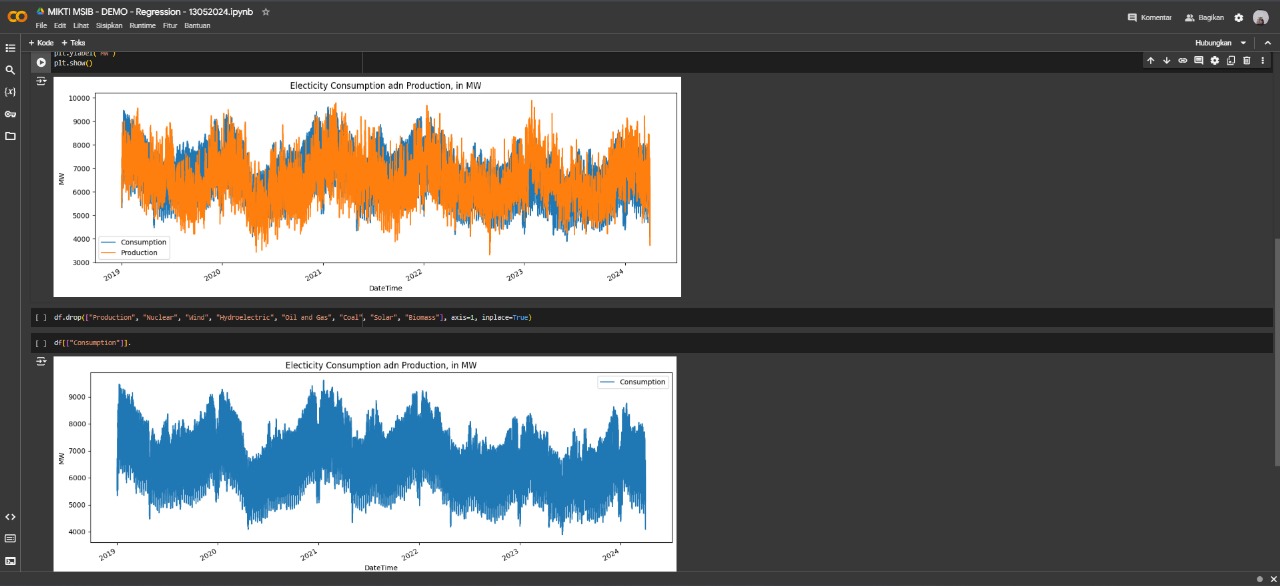 MIKTI MSIB - DEMO - Regression - 13052024.ipynb
File Edit Lihat Sisipkan Runtime Fitur Bantuan
Komentar Bagikan
+ Kode + Teks
Hubungkan
plt.ylabel("MW")
plt.show()
Electicity Consumption adn Production, in MW
10000
9000
8000
7000
6000
5000
4000
3000
MW
Consumption
Production
2019 2020 2021 2022 2023 2024
DateTime
[ ] df.drop(["Production", "Nuclear", "Wind", "Hydroelectric", "Oil and Gas", "Coal", "Solar", "Biomass"], axis=1, inplace=True)
[ ] df[["Consumption"]].
Electicity Consumption adn Production, in MW
Consumption
9000
8000
7000
6000
5000
4000
MW
2019 2020 2021 2022 2023 2024
DateTime